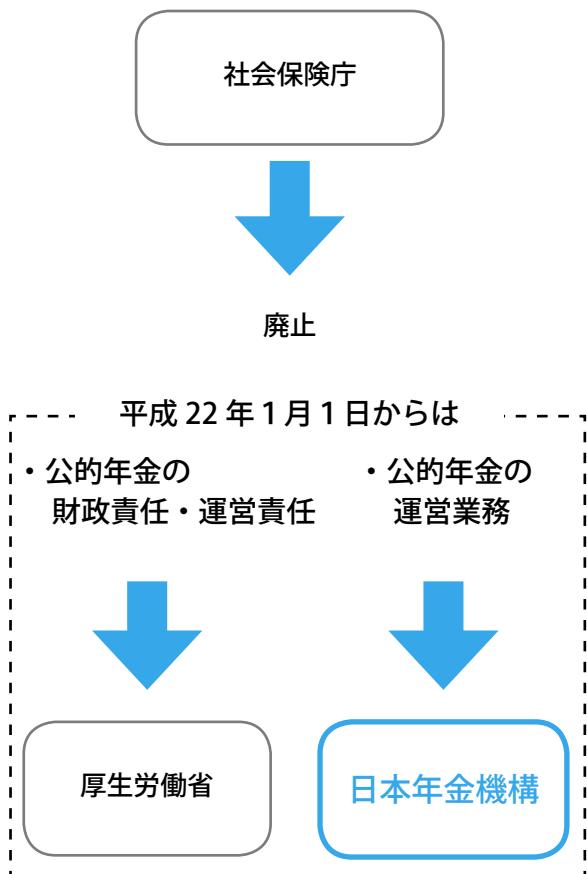 社会保険庁
廃止
平成 22 年 1 月 1 日からは
・公的年金の
財政責任・運営責任
・公的年金の
運営業務
厚生労働省
日本年金機構